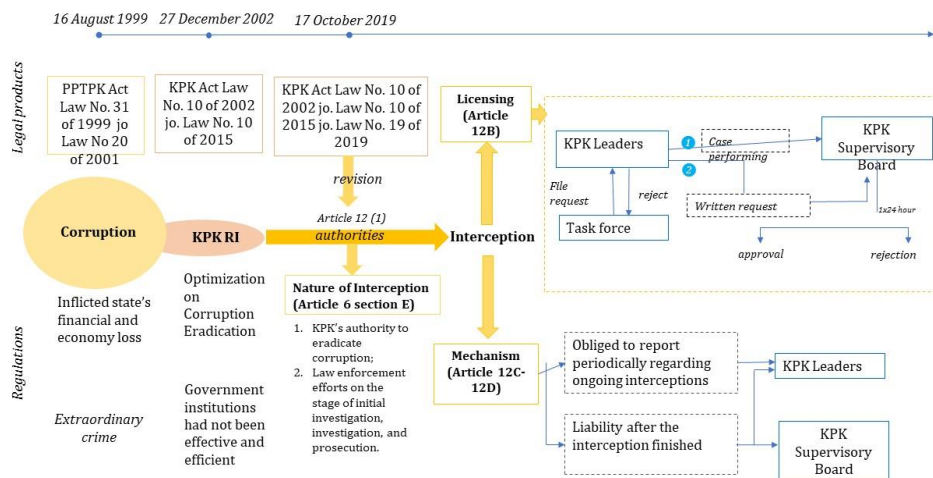 16 August 1999
27 December 2002
17 October 2019
Legal products
PPTPK Act
Law No. 31
of 1999 jo
Law No 20
of 2001
KPK Act Law
No. 10 of 2002
jo. Law No. 10
of 2015
KPK Act Law No. 10 of
2002 jo. Law No. 10 of
2015 jo. Law No. 19 of
2019
revision
Licensing
(Article
12B)
KPK Leaders
File
request
reject
Task force
1
Case
performing
2
Written request
KPK
Supervisory
Board
1x24 hour
approval
rejection
Corruption
KPK RI
Article 12 (1)
authorities
Interception
Regulations
Inflicted state's
financial and
economy loss
Extraordinary
crime
Optimization
on
Corruption
Eradication
Government
institutions
had not been
effective and
efficient
Nature of Interception
(Article 6 section E)
1. KPK's authority to
eradicate
corruption;
2. Law enforcement
efforts on the
stage of initial
investigation,
investigation, and
prosecution.
Mechanism
(Article 12C-
12D)
Obliged to report
periodically regarding
ongoing interceptions
Liability after the
interception finished
KPK Leaders
KPK
Supervisory
Board